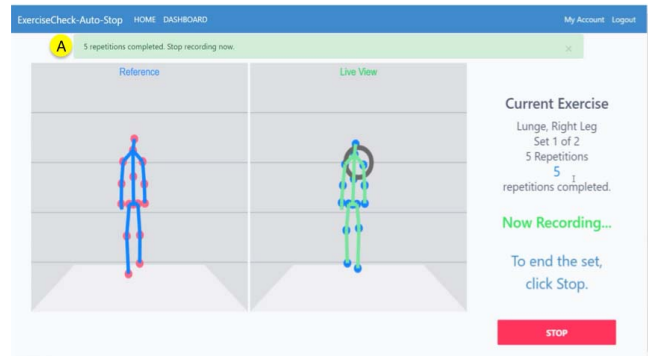 ExerciseCheck-Auto-Stop HOME DASHBOARD My Account Logout
A 5 repetitions completed. Stop recording now. ×
Reference Live View
Current Exercise
Lunge, Right Leg
Set 1 of 2
5 Repetitions
5
repetitions completed.
Now Recording...
To end the set,
click Stop.
STOP